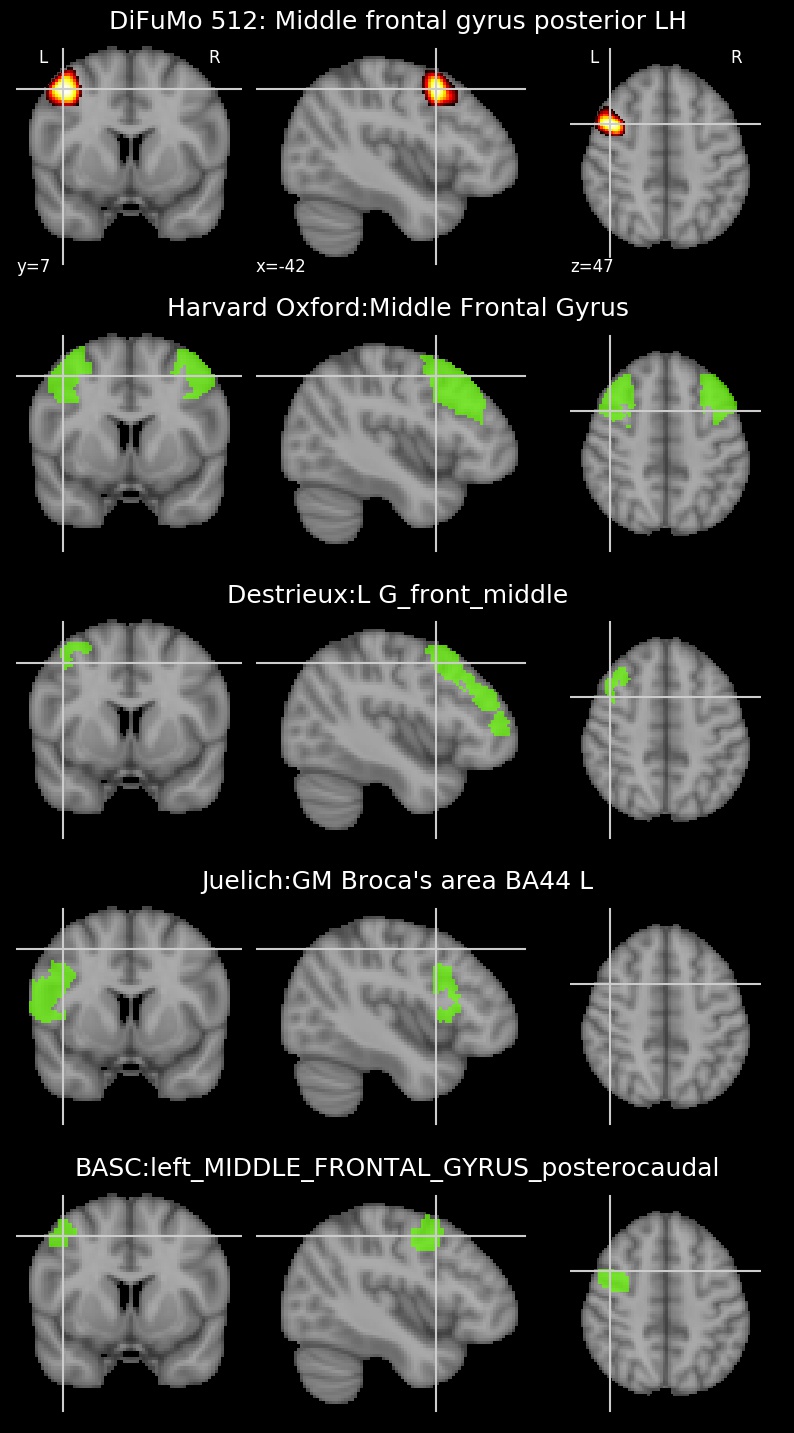 DiFuMo 512: Middle frontal gyrus posterior LH
L R L R
y=7 x=-42 z=47
Harvard Oxford:Middle Frontal Gyrus
Destrieux:L G_front_middle
Juelich:GM Broca's area BA44 L
BASC:left_MIDDLE_FRONTAL_GYRUS_posterocaudal